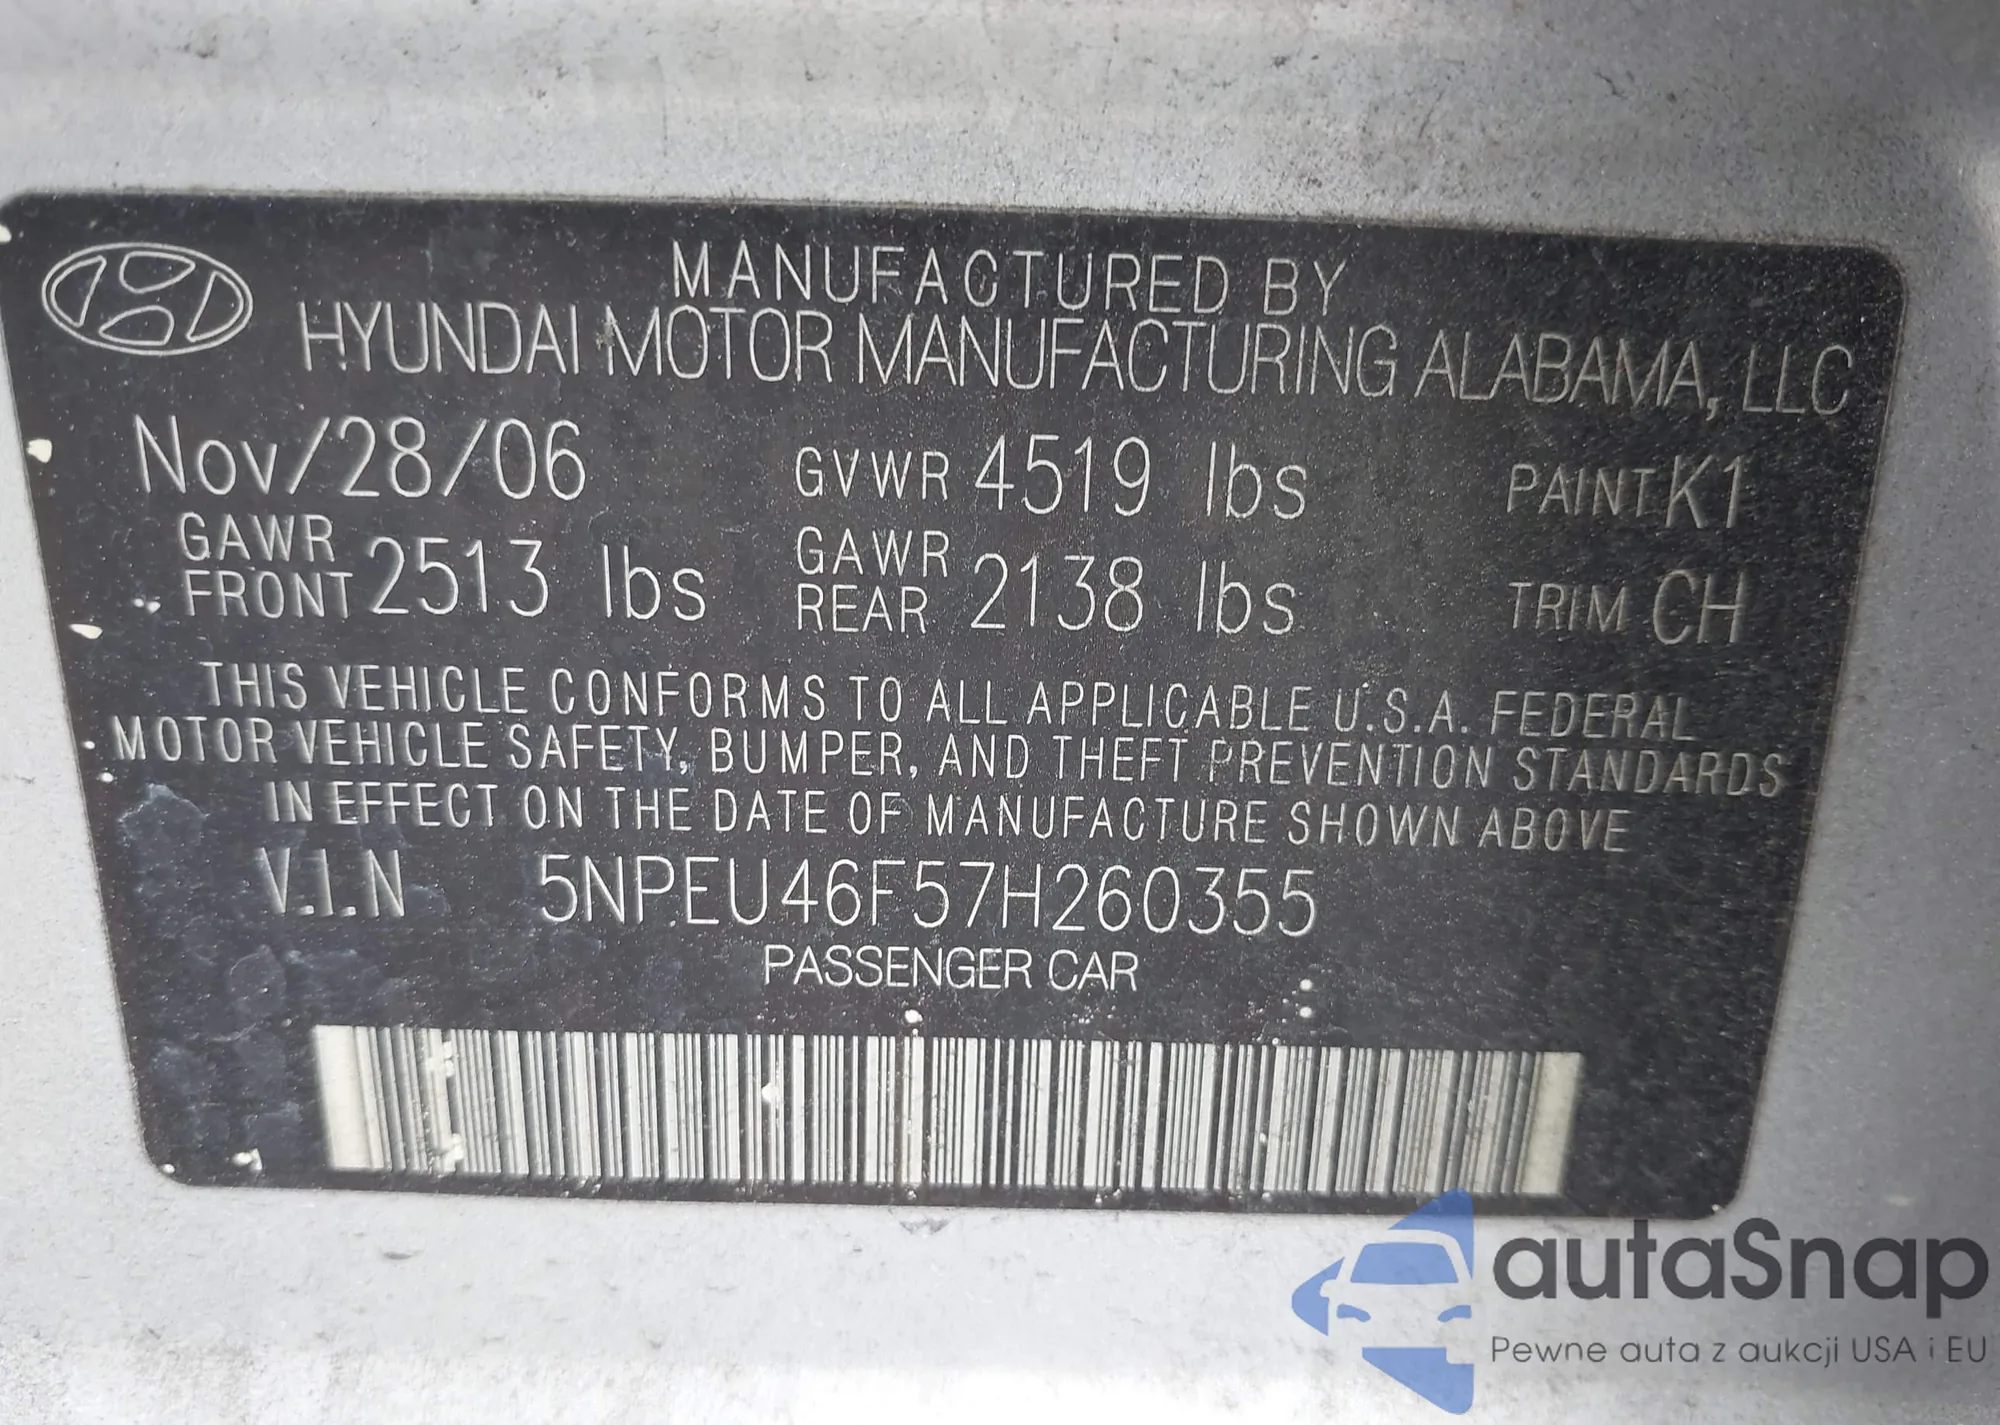 MANUFACTURED BY
HYUNDAI MOTOR MANUFACTURING ALABAMA, LLC
Nov/28/06 GVWR 4519 lbs PAINT K1
GAWR FRONT 2513 lbs GAWR REAR 2138 lbs TRIM CH
THIS VEHICLE CONFORMS TO ALL APPLICABLE U.S.A. FEDERAL
MOTOR VEHICLE SAFETY, BUMPER, AND THEFT PREVENTION STANDARDS
IN EFFECT ON THE DATE OF MANUFACTURE SHOWN ABOVE
V.I.N 5NPEU46F57H260355
PASSENGER CAR
autaSnap
Pewne auta z aukcji USA i EU